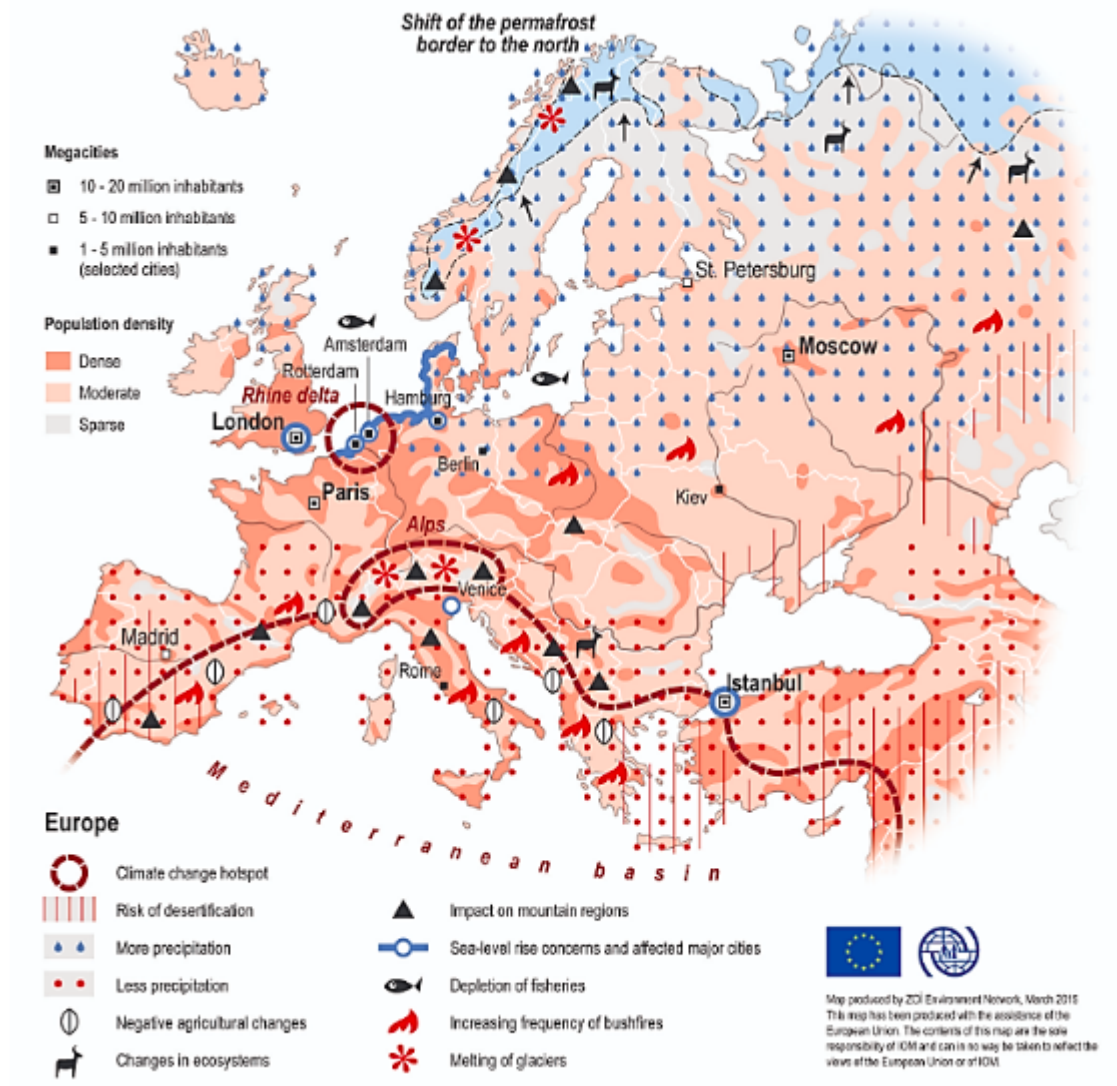 Shift of the permafrost
border to the north
Megacities
10 - 20 million inhabitants
5 - 10 million inhabitants
1 - 5 million inhabitants
(selected cities)
Population density
Dense
Moderate
Sparse
St. Petersburg
Moscow
Amsterdam
Rotterdam
Rhine delta
Hamburg
London
Berlin
Paris
Kiev
Alps
Venice
Madrid
Rome
Istanbul
Mediterranean basin
Europe
Climate change hotspot
Risk of desertification
More precipitation
Less precipitation
Negative agricultural changes
Changes in ecosystems
Impact on mountain regions
Sea-level rise concerns and affected major cities
Depletion of fisheries
Increasing frequency of bushfires
Melting of glaciers
Map produced by ZOÏ Environment Network, March 2015
This map has been produced with the assistance of the
European Union. The contents of this map are the sole
responsibility of IOM and can in no way be taken to reflect the
views of the European Union or of IOM.